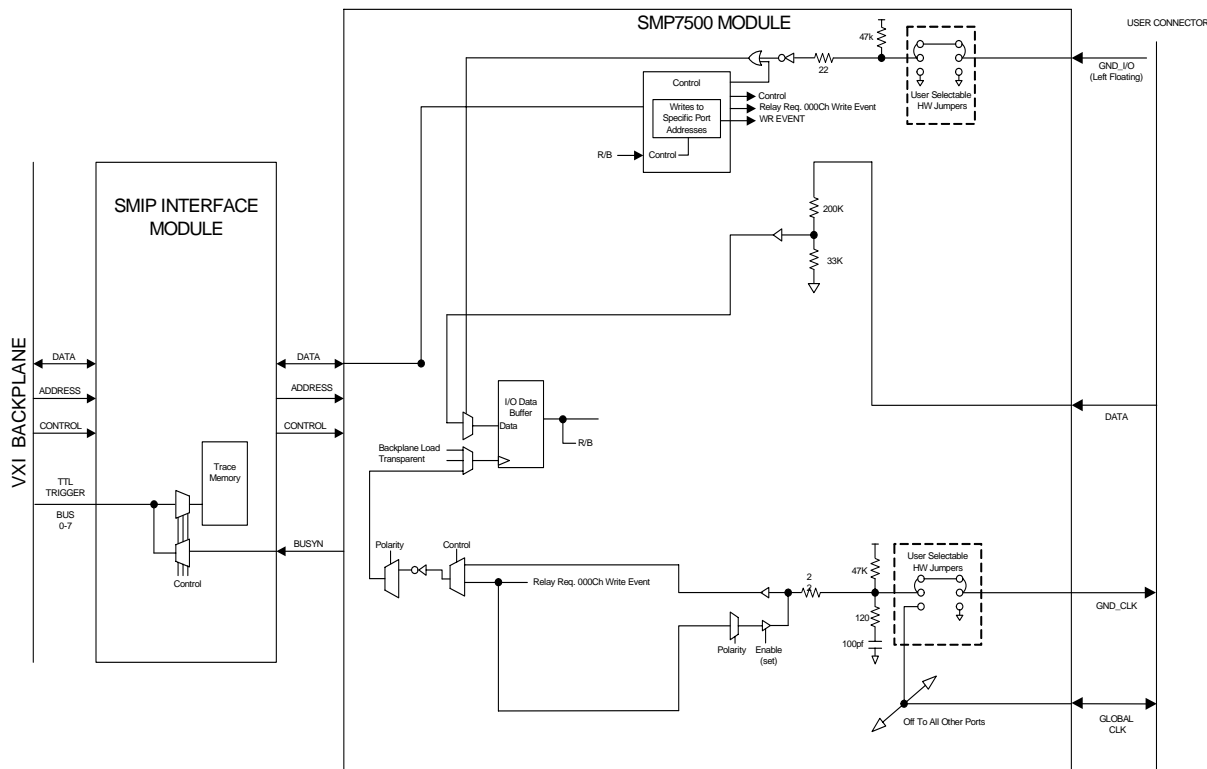 SMP7500 MODULE
USER CONNECTOR
47k
22
GND_I/O
(Left Floating)
User Selectable
HW Jumpers
Control
Control
Relay Req. 000Ch Write Event
WR EVENT
Writes to
Specific Port
Addresses
R/B
Control
SMIP INTERFACE
MODULE
200K
33K
VXI BACKPLANE
DATA
DATA
ADDRESS
ADDRESS
CONTROL
CONTROL
I/O Data
Buffer
Data
R/B
DATA
Backplane Load
Transparent
Trace
Memory
TTL
TRIGGER
BUS
0-7
BUSYN
Control
Polarity
Control
Relay Req. 000Ch Write Event
2
2
47K
User Selectable
HW Jumpers
120
100pf
GND_CLK
Polarity
Enable
(set)
Off To All Other Ports
GLOBAL
CLK